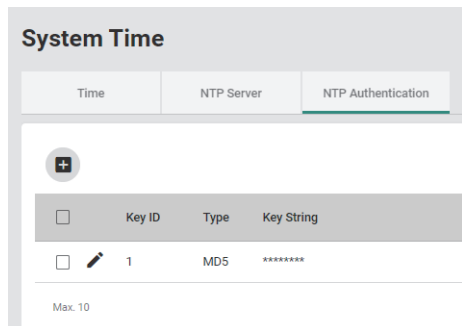 System Time
Time NTP Server NTP Authentication
Key ID Type Key String
1 MD5 ********
Max. 10